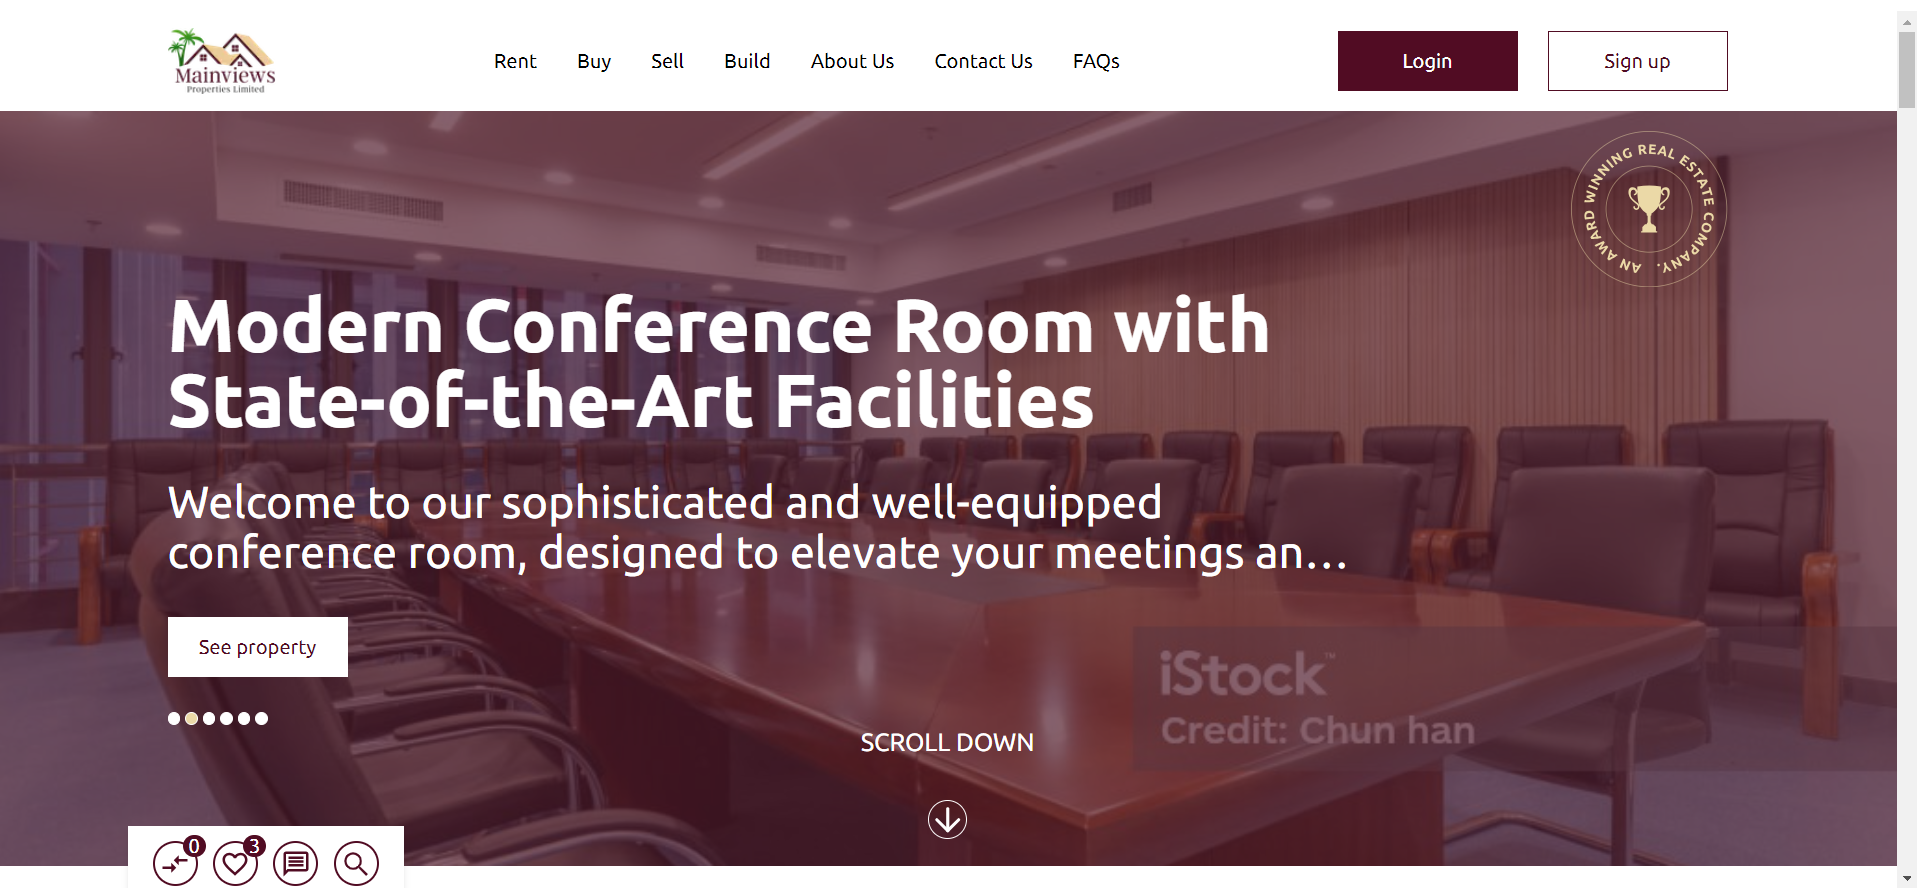 Mainviews
Properties Limited
Rent
Buy
Sell
Build
About Us
Contact Us
FAQs
Login
Sign up
AN AWARD WINNING REAL ESTATE COMPANY.
Modern Conference Room with
State-of-the-Art Facilities
Welcome to our sophisticated and well-equipped
conference room, designed to elevate your meetings an...
See property
iStock™
Credit: Chun han
SCROLL DOWN
0
3